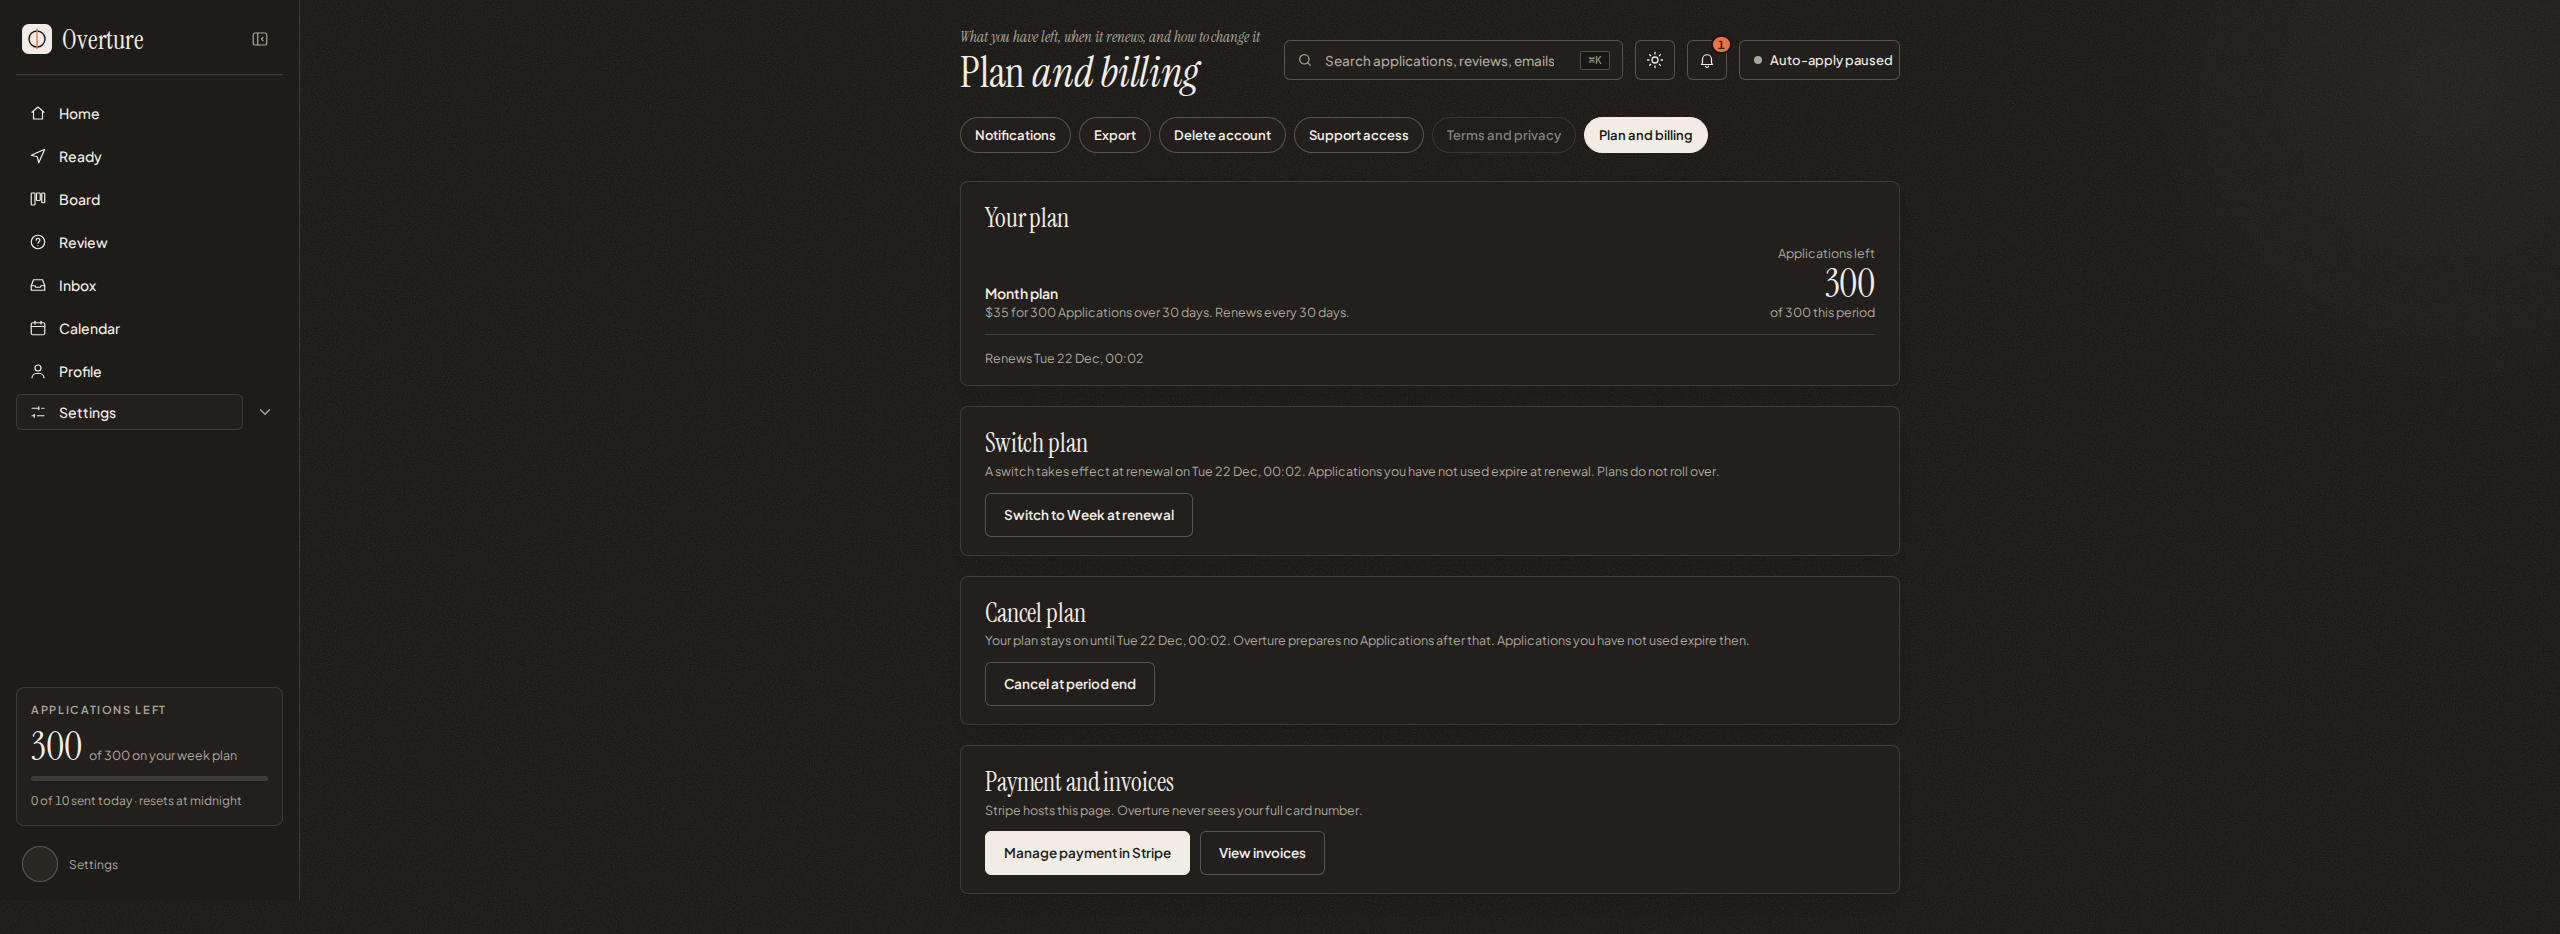 Overture
Home
Ready
Board
Review
Inbox
Calendar
Profile
Settings
APPLICATIONS LEFT
300 of 300 on your week plan
0 of 10 sent today · resets at midnight
Settings
What you have left, when it renews, and how to change it
Plan and billing
Search applications, reviews, emails ⌘K
1
Auto-apply paused
Notifications Export Delete account Support access Terms and privacy Plan and billing
Your plan
Applications left
300
Month plan
$35 for 300 Applications over 30 days. Renews every 30 days.
of 300 this period
Renews Tue 22 Dec, 00:02
Switch plan
A switch takes effect at renewal on Tue 22 Dec, 00:02. Applications you have not used expire at renewal. Plans do not roll over.
Switch to Week at renewal
Cancel plan
Your plan stays on until Tue 22 Dec, 00:02. Overture prepares no Applications after that. Applications you have not used expire then.
Cancel at period end
Payment and invoices
Stripe hosts this page. Overture never sees your full card number.
Manage payment in Stripe View invoices